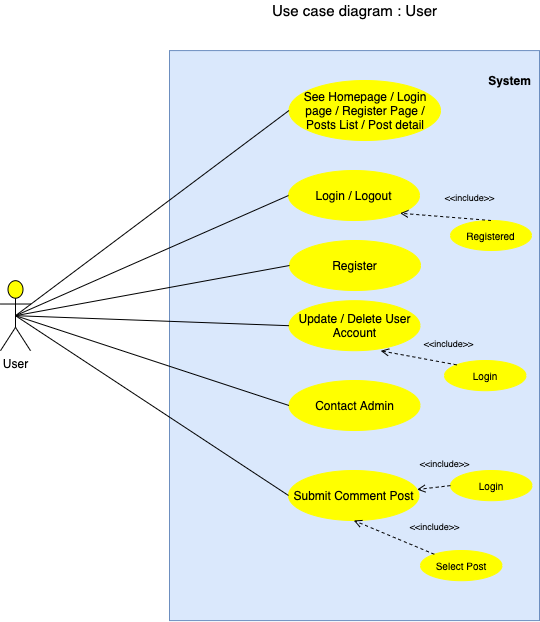 Use case diagram : User
System
See Homepage / Login
page / Register Page /
Posts List / Post detail
Login / Logout
<<include>>
Registered
Register
User
Update / Delete User
Account
<<include>>
Login
Contact Admin
<<include>>
Login
Submit Comment Post
<<include>>
Select Post